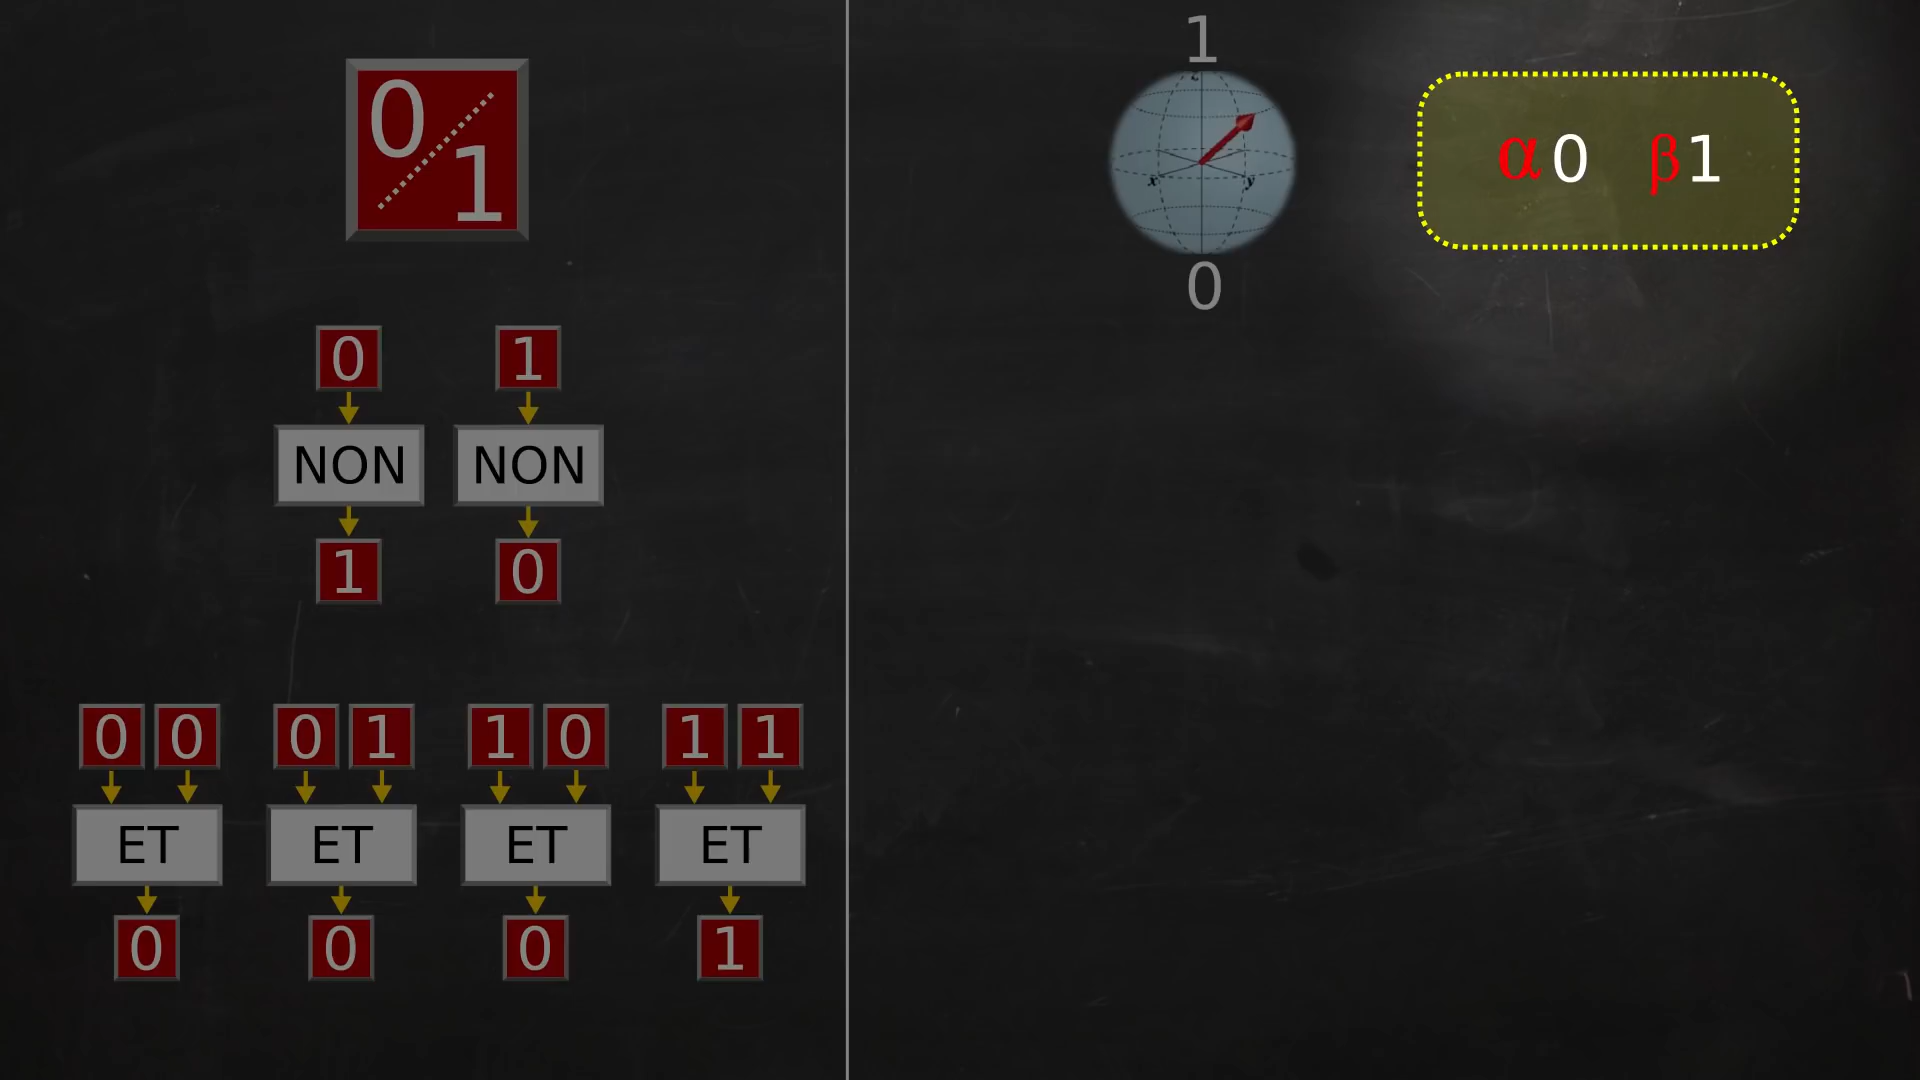 0
1
0 1
NON NON
1 0
0 0 0 1 1 0 1 1
ET ET ET ET
0 0 0 1
1
z
x y
0
α0 β1